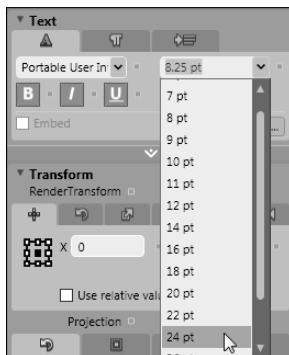 Text
Portable User In
8.25 pt
B I U
Embed
...
7 pt
8 pt
9 pt
10 pt
11 pt
12 pt
14 pt
16 pt
18 pt
20 pt
22 pt
24 pt
Transform
RenderTransform
X 0
Use relative
Projection